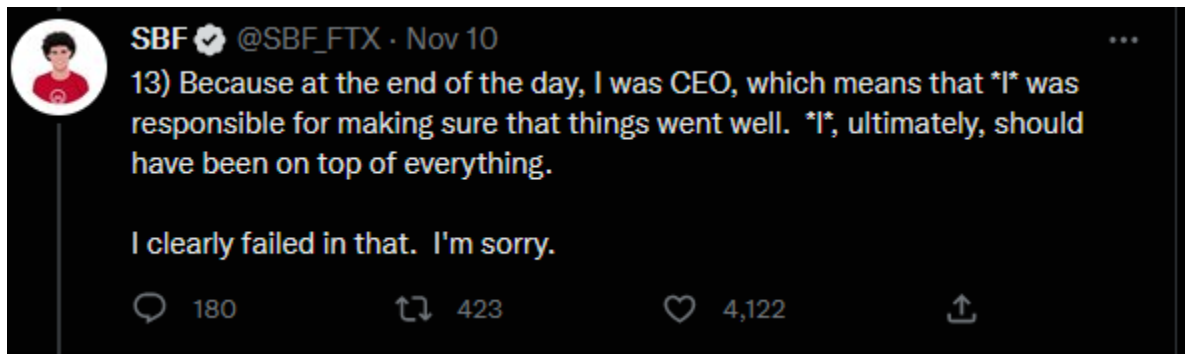 SBF @SBF_FTX · Nov 10
13) Because at the end of the day, I was CEO, which means that *I* was
responsible for making sure that things went well.  *I*, ultimately, should
have been on top of everything.
I clearly failed in that.  I'm sorry.
180 423 4,122